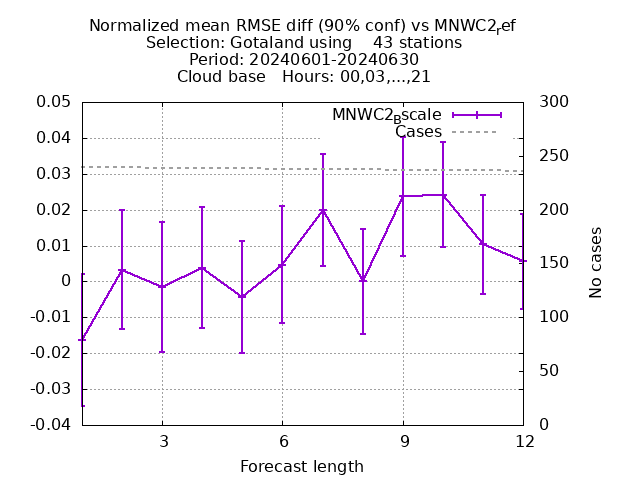 Normalized mean RMSE diff (90% conf) vs MNWC2ref
Selection: Gotaland using 43 stations
Period: 20240601-20240630
Cloud base Hours: 00,03,...,21
MNWC2Bscale
Cases
0.05
0.04
0.03
0.02
0.01
0
-0.01
-0.02
-0.03
-0.04
300
250
200
150
100
50
0
No cases
3 6 9 12
Forecast length